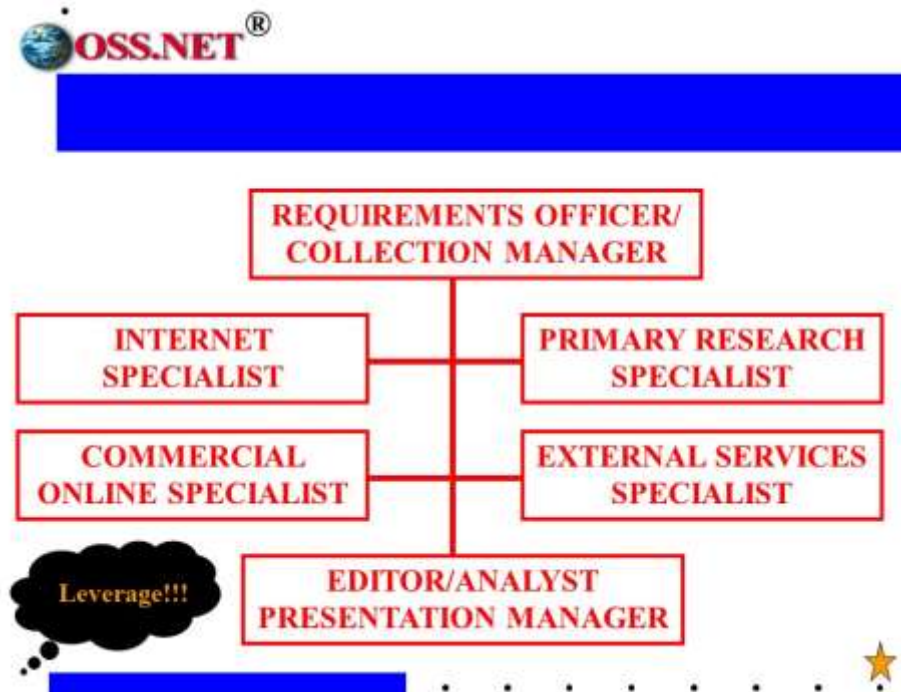 OSS.NET®
REQUIREMENTS OFFICER/
COLLECTION MANAGER
INTERNET
SPECIALIST
PRIMARY RESEARCH
SPECIALIST
COMMERCIAL
ONLINE SPECIALIST
EXTERNAL SERVICES
SPECIALIST
Leverage!!!
EDITOR/ANALYST
PRESENTATION MANAGER